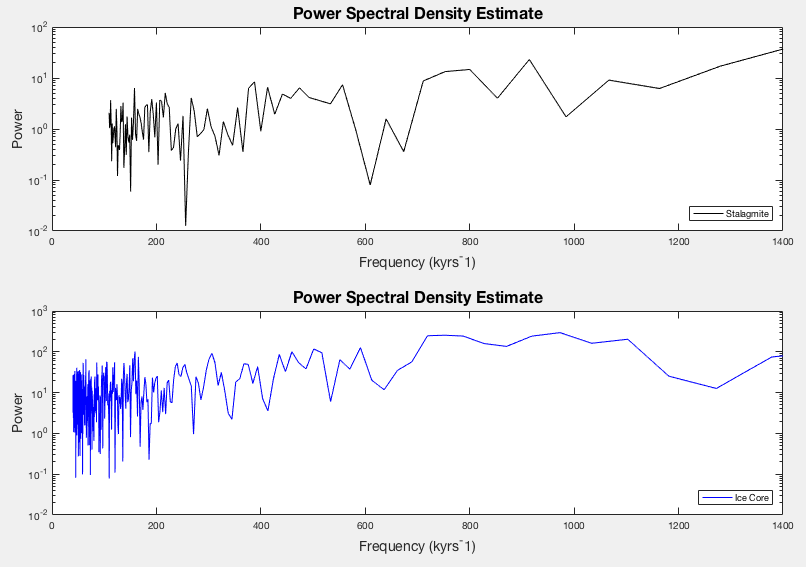 Power Spectral Density Estimate
10^2
10^1
10^0
10^-1
10^-2
Power
0 200 400 600 800 1000 1200 1400
Frequency (kyrs^-1)
Stalagmite
Power Spectral Density Estimate
10^3
10^2
10^1
10^0
10^-1
10^-2
Power
0 200 400 600 800 1000 1200 1400
Frequency (kyrs^-1)
Ice Core